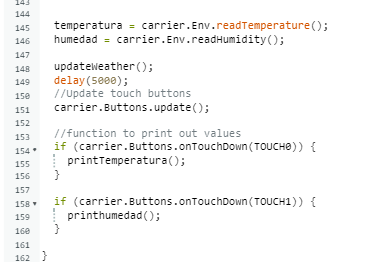 143
144
145 temperatura = carrier.Env.readTemperature();
146 humedad = carrier.Env.readHumidity();
147
148 updateWeather();
149 delay(5000);
150 //Update touch buttons
151 carrier.Buttons.update();
152
153 //function to print out values
154 if (carrier.Buttons.onTouchDown(TOUCH0)) {
155 printTemperatura();
156 }
157
158 if (carrier.Buttons.onTouchDown(TOUCH1)) {
159 printhumedad();
160 }
161
162 }